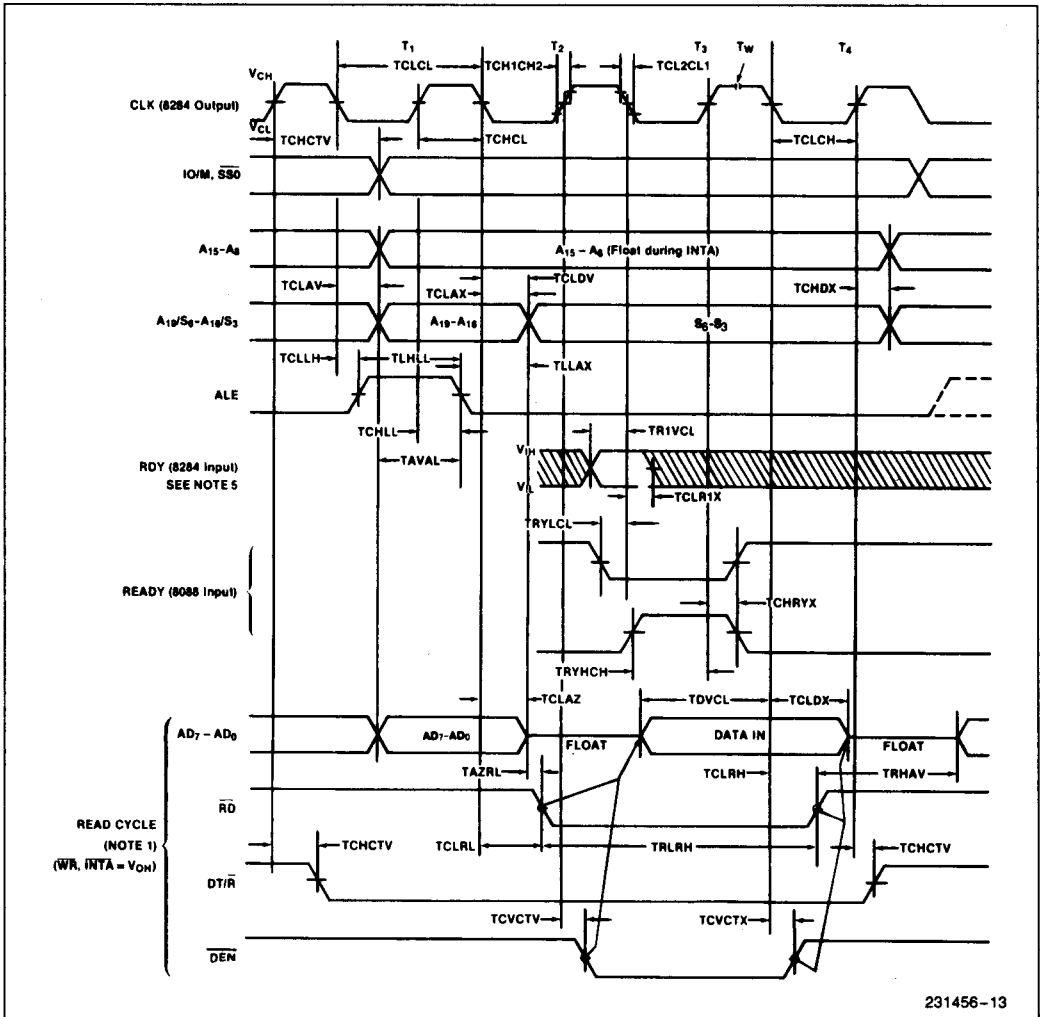 T1 T2 T3 TW T4
TCLCL TCH1CH2 TCL2CL1
VCH
CLK (8284 Output)
VCL
TCHCTV TCHCL TCLCH
IO/M, SSO
A15–A8 A15 – A6 (Float during INTA)
TCLDV
TCLAV TCLAX TCHDX
A19/S6–A16/S3 A19–A16 S6–S3
TCLLH TLHLL TLLAX
ALE
TCHLL TR1VCL
TAVAL
VIH
RDY (8284 Input)
SEE NOTE 5
VIL
TCLR1X
TRYLCL
READY (8088 Input)
TCHRYX
TRYHCH
TCLAZ TDVCL TCLDX
AD7 – AD0 AD7–AD0 FLOAT DATA IN FLOAT
TAZRL TCLRH TRHAV
RD
READ CYCLE
(NOTE 1)
(WR, INTA = VOH)
TCHCTV TCLRL TRLRH TCHCTV
DT/R
TCVCTV TCVCTX
DEN
231456–13